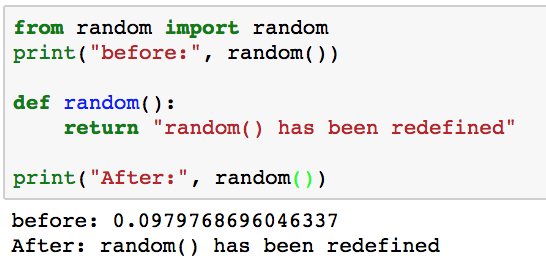 from random import random
print("before:", random())
def random():
    return "random() has been redefined"
print("After:", random())
before: 0.0979768696046337
After: random() has been redefined